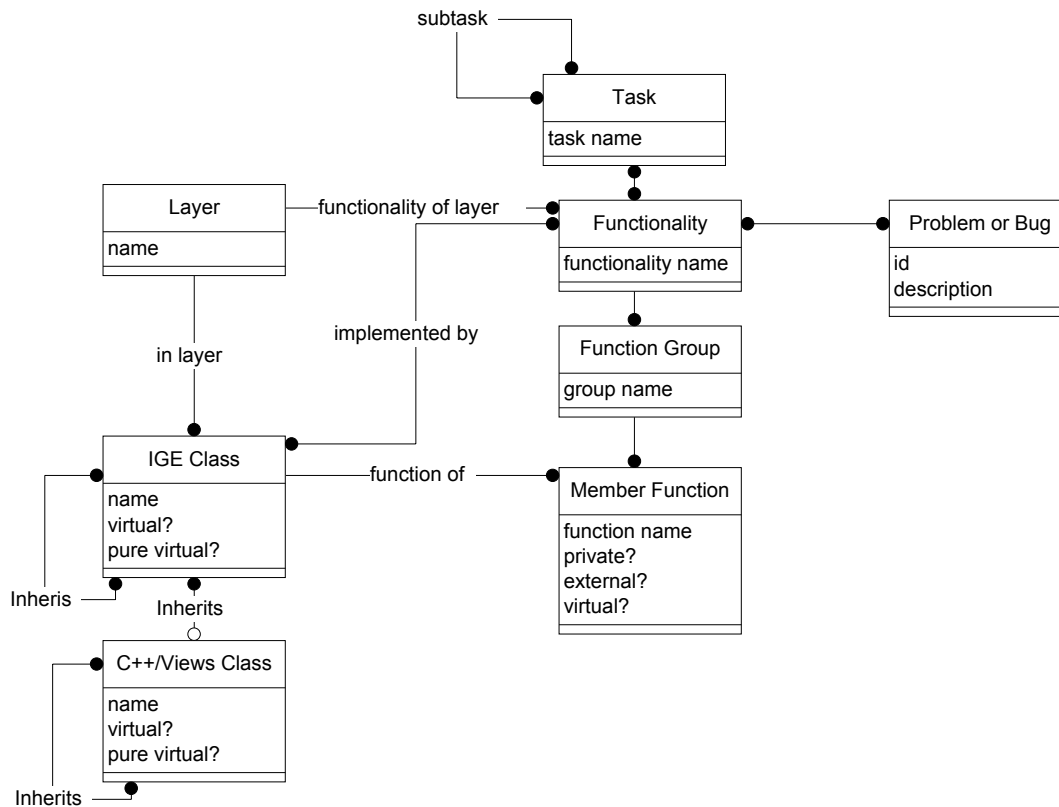 subtask
Task
task name
Layer
name
functionality of layer
Functionality
functionality name
Problem or Bug
id
description
implemented by
Function Group
group name
in layer
IGE Class
name
virtual?
pure virtual?
function of
Member Function
function name
private?
external?
virtual?
Inheris
Inherits
C++/Views Class
name
virtual?
pure virtual?
Inherits